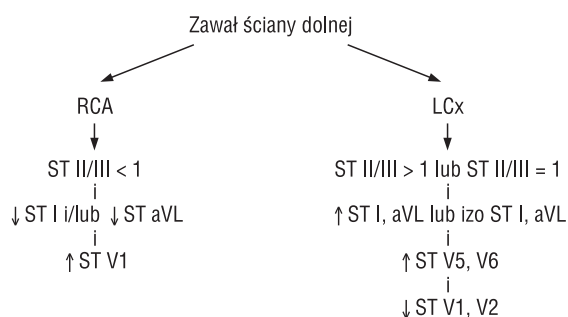 Zawał ściany dolnej
RCA
LCx
ST II/III < 1
i
↓ ST I i/lub ↓ ST aVL
i
↑ ST V1
ST II/III > 1 lub ST II/III = 1
i
↑ ST I, aVL lub izo ST I, aVL
i
↑ ST V5, V6
i
↓ ST V1, V2